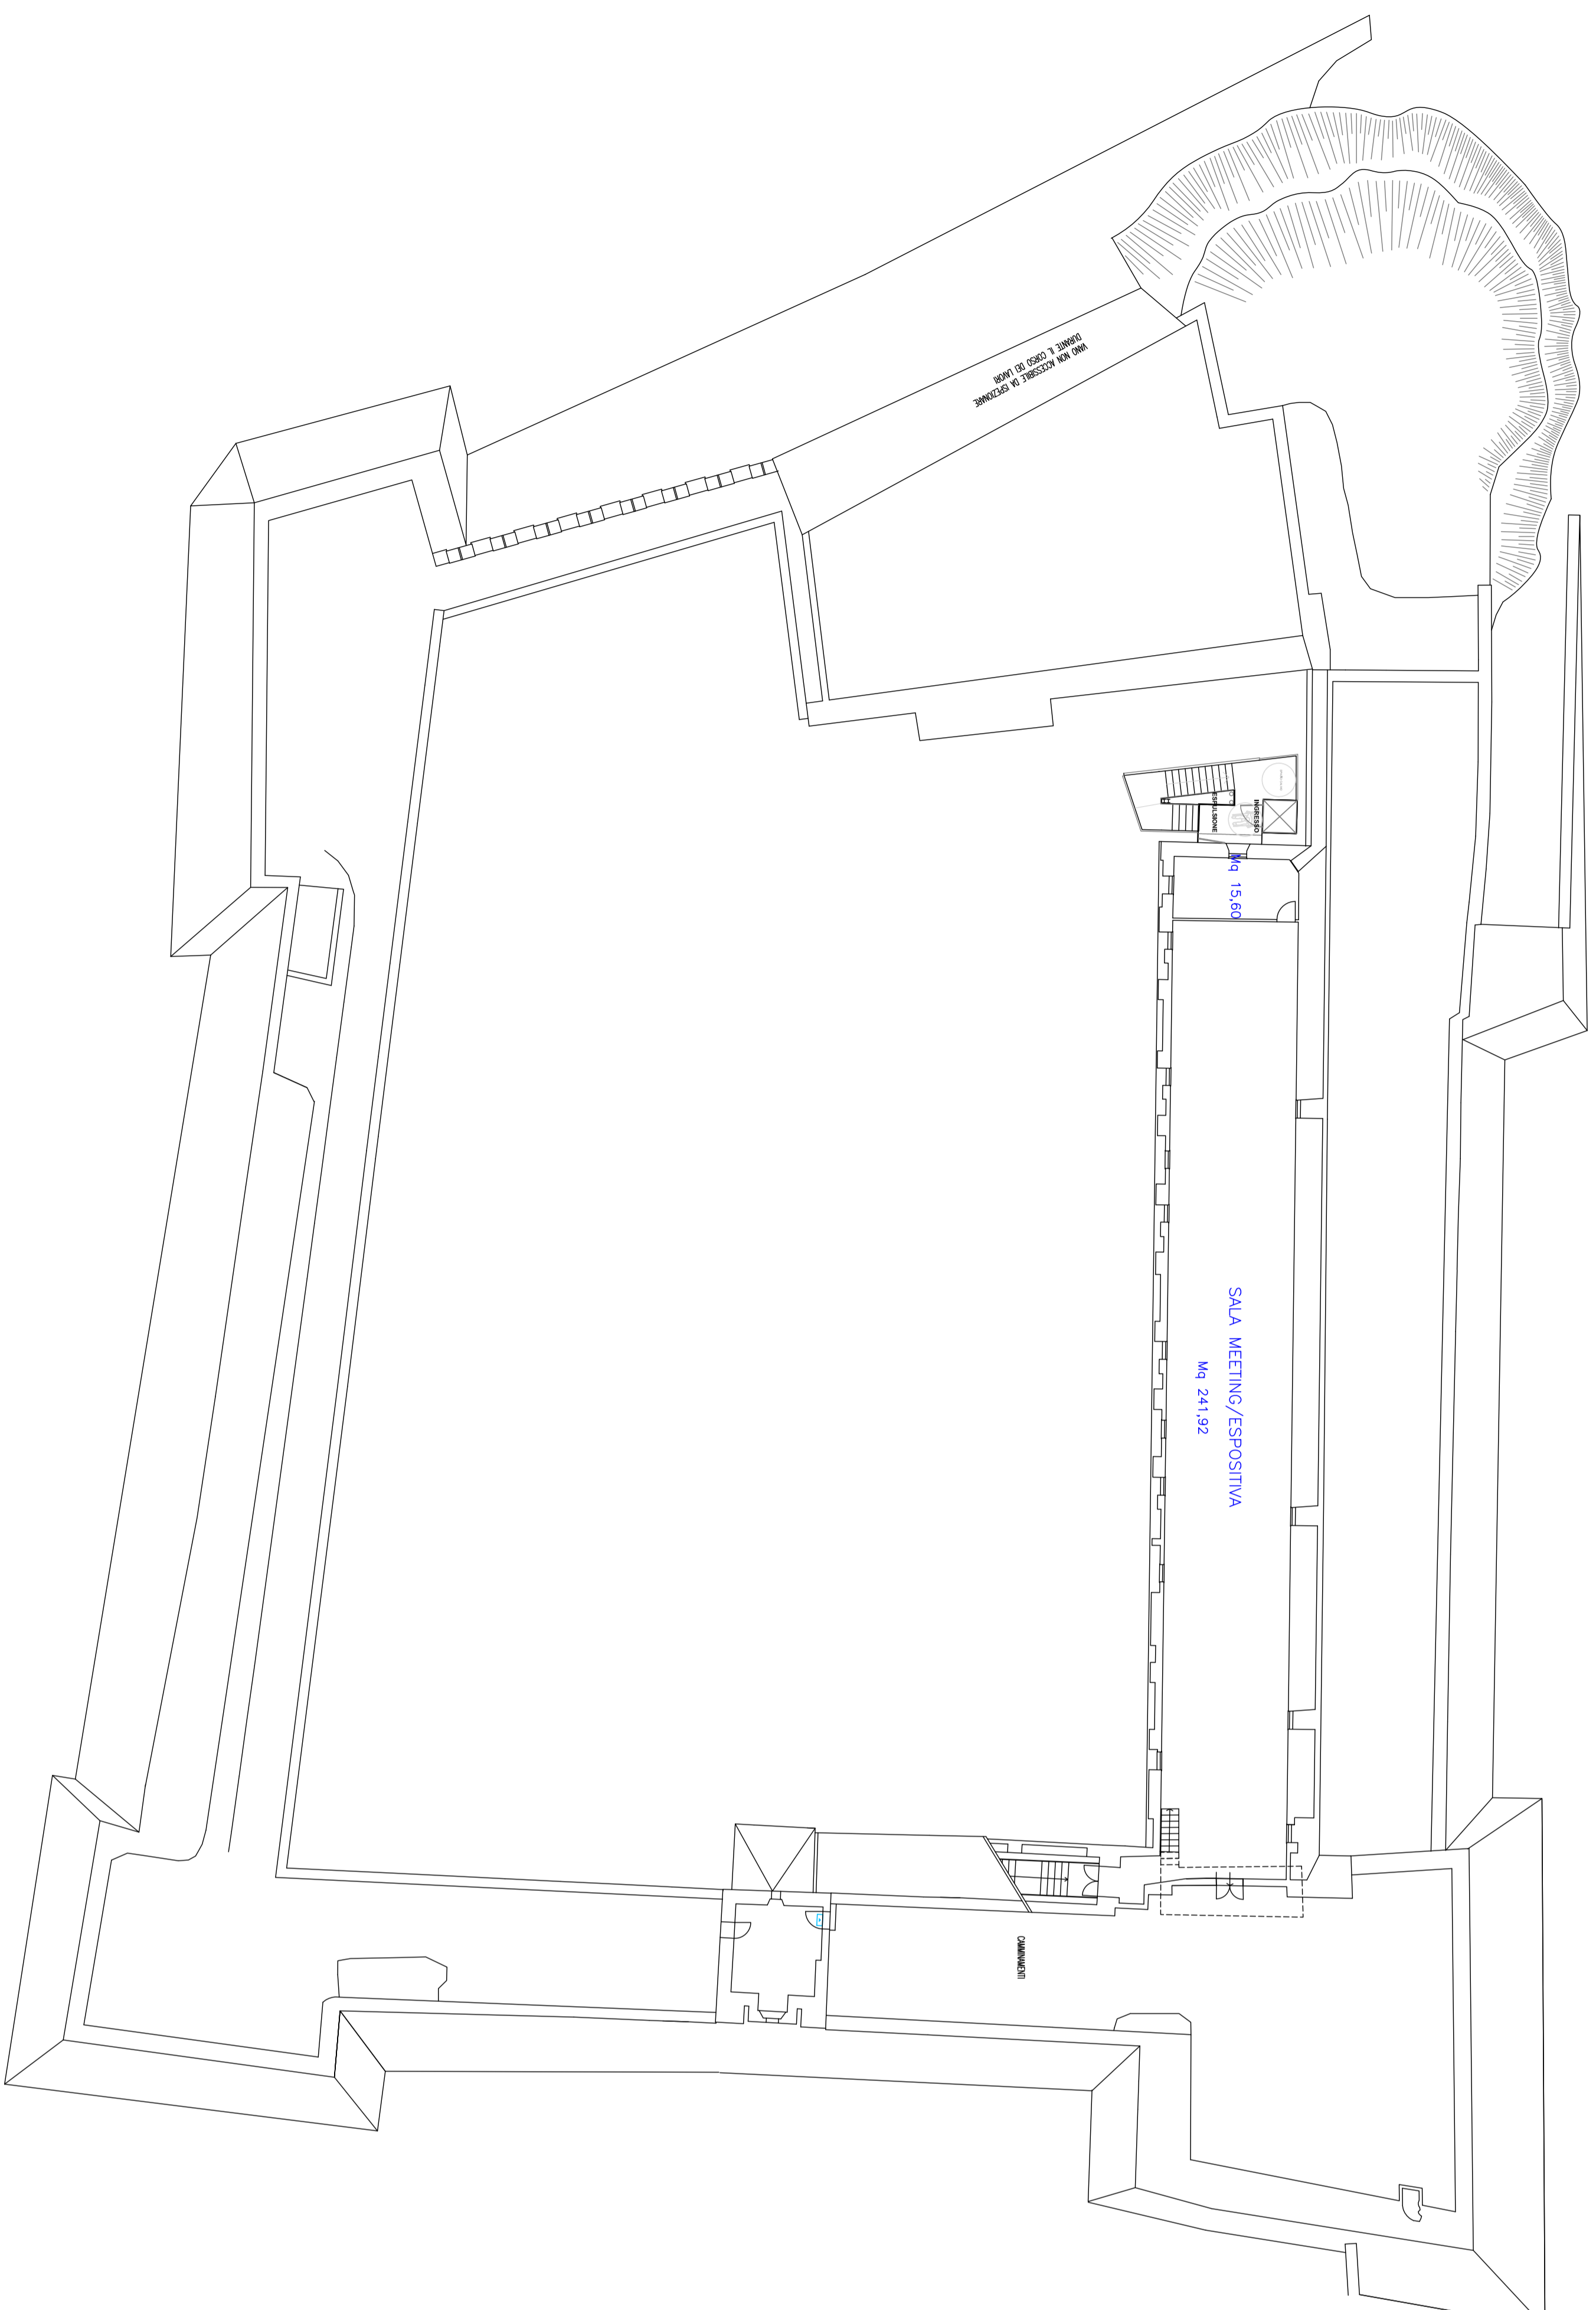 VANO NON ACCESSIBILE DA ISPEZIONARE
DURANTE IL CORSO DEI LAVORI
INGRESSO
ESPULSIONE
Mq 15,60
SALA MEETING/ESPOSITIVA
Mq 241,92
CAMMINAMENTI